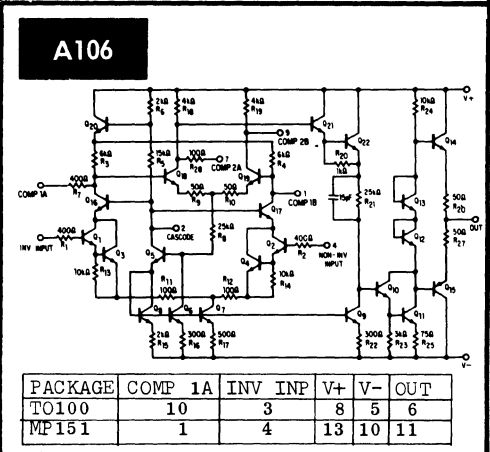 A106
V+
2kΩ R6
4kΩ R18
4kΩ R19
10kΩ R24
Q20
Q21
Q22
Q14
9 COMP 2B
R20 1kΩ
6kΩ R3
15kΩ R5
100Ω R28
7 COMP 2A
6kΩ R4
Q18
Q19
COMP 1A
400Ω R7
50Ω R9
50Ω R10
1 COMP 1B
15pF
25kΩ R21
Q13
50Ω R20
OUT
Q16
Q17
2 CASCODE
25kΩ R8
Q12
50Ω R27
INV INPUT
400Ω R1
Q1
Q3
Q5
Q2
Q4
40CΩ R2
4 NON-INV INPUT
10kΩ R13
R11 100Ω
R12 100Ω
10kΩ R14
Q10
Q15
Q8
Q6
Q7
Q9
Q11
2kΩ R15
300Ω R16
500Ω R17
300Ω R22
3kΩ R23
75Ω R25
V-
PACKAGE COMP 1A INV INP V+ V- OUT
TO100 10 3 8 5 6
MP151 1 4 13 10 11